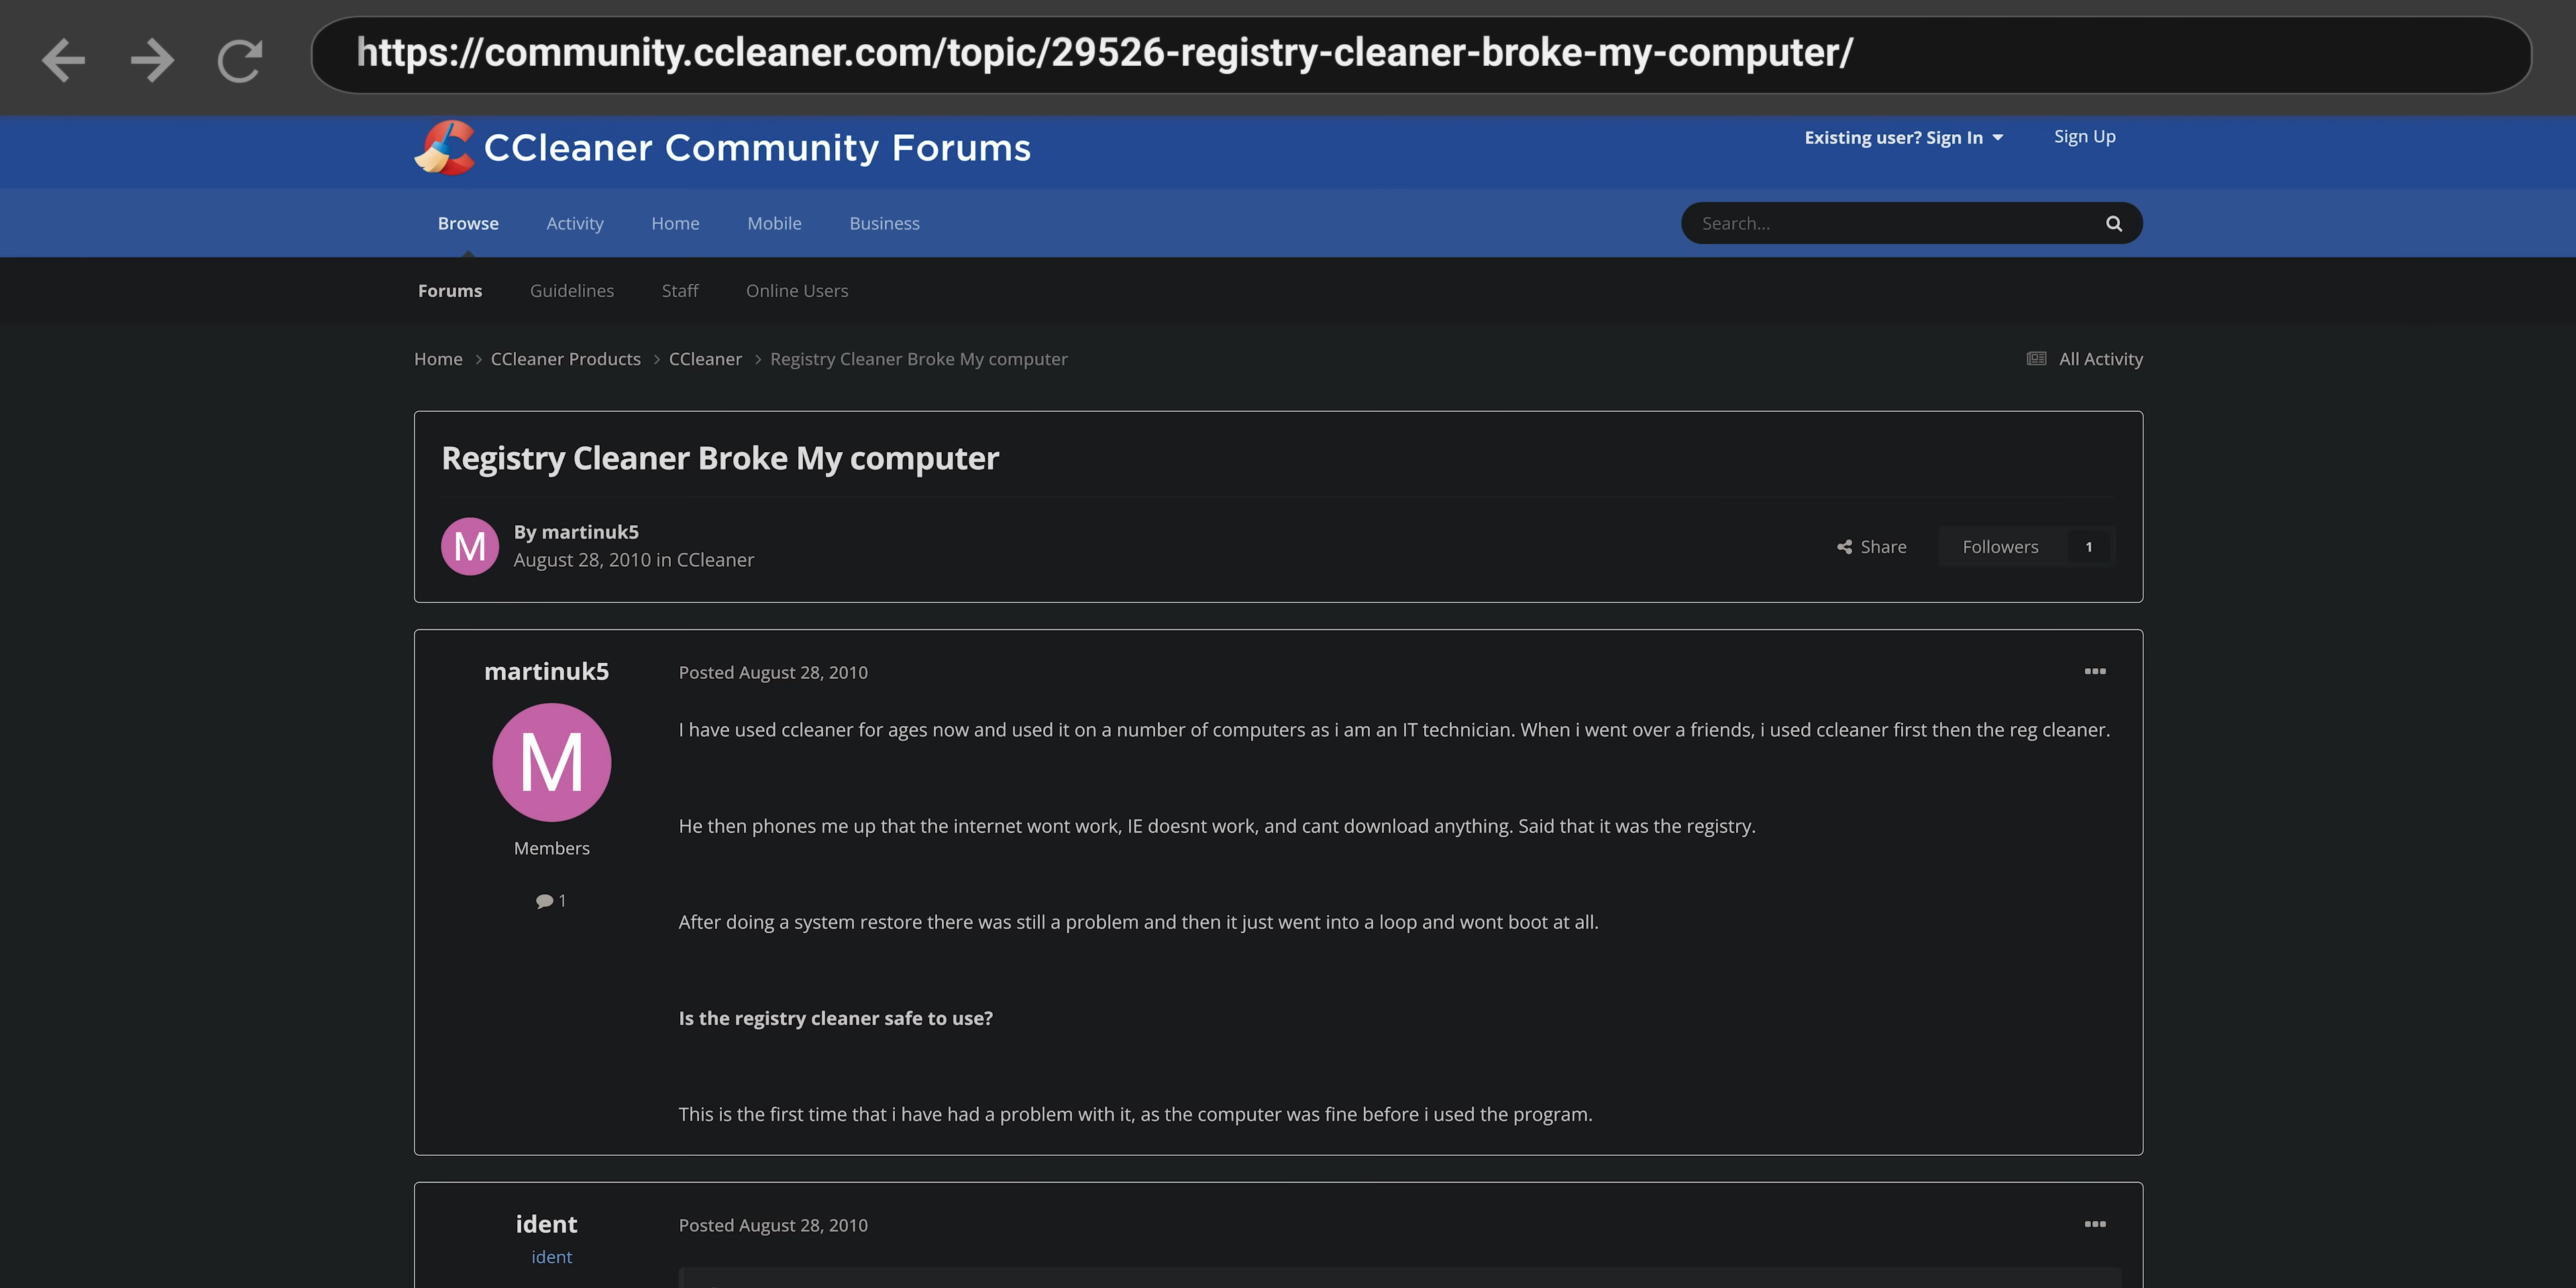 https://community.ccleaner.com/topic/29526-registry-cleaner-broke-my-computer/
CCleaner Community Forums
Existing user? Sign In
Sign Up
Browse
Activity
Home
Mobile
Business
Search...
Forums
Guidelines
Staff
Online Users
Home
CCleaner Products
CCleaner
Registry Cleaner Broke My computer
All Activity
Registry Cleaner Broke My computer
M
By martinuk5
August 28, 2010 in CCleaner
Share
Followers
1
martinuk5
Posted August 28, 2010
M
Members
1
I have used ccleaner for ages now and used it on a number of computers as i am an IT technician. When i went over a friends, i used ccleaner first then the reg cleaner.
He then phones me up that the internet wont work, IE doesnt work, and cant download anything. Said that it was the registry.
After doing a system restore there was still a problem and then it just went into a loop and wont boot at all.
Is the registry cleaner safe to use?
This is the first time that i have had a problem with it, as the computer was fine before i used the program.
ident
ident
Posted August 28, 2010